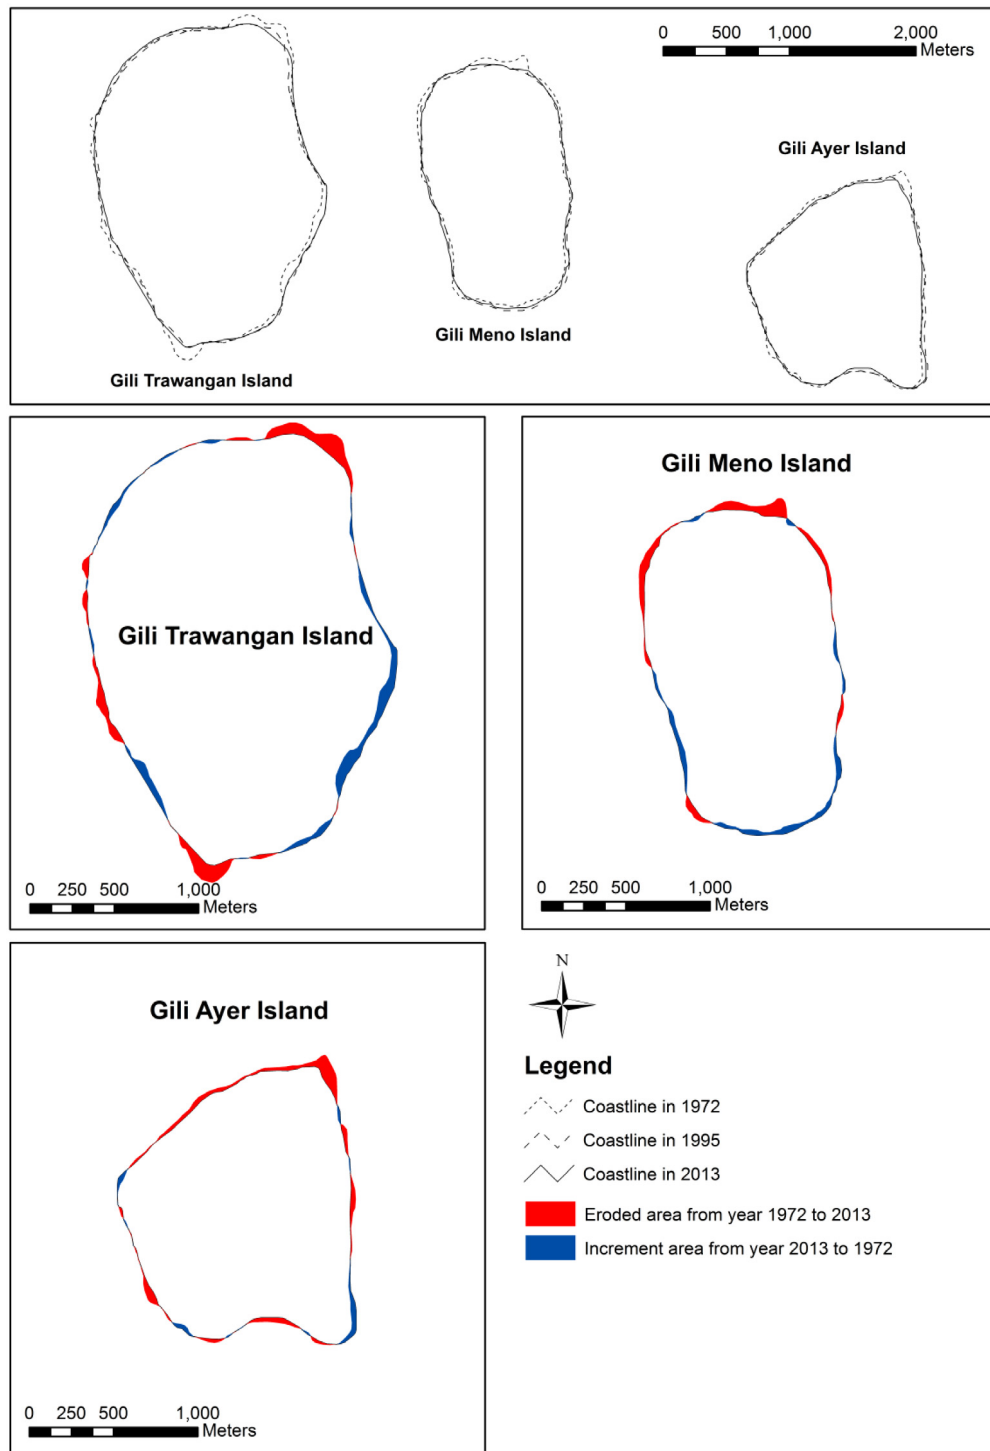 0 500 1,000 2,000
Meters
Gili Ayer Island
Gili Meno Island
Gili Trawangan Island
Gili Trawangan Island
0 250 500 1,000
Meters
Gili Meno Island
0 250 500 1,000
Meters
Gili Ayer Island
0 250 500 1,000
Meters
N
Legend
Coastline in 1972
Coastline in 1995
Coastline in 2013
Eroded area from year 1972 to 2013
Increment area from year 2013 to 1972